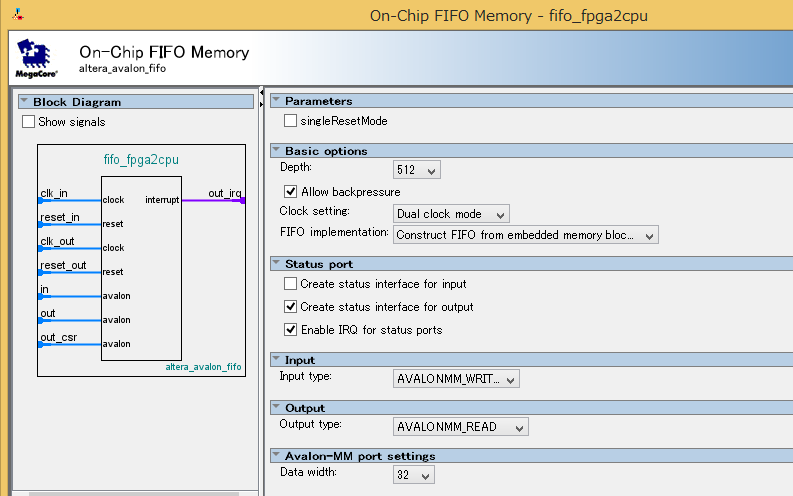 On-Chip FIFO Memory - fifo_fpga2cpu
MegaCore®
On-Chip FIFO Memory
altera_avalon_fifo
Block Diagram
Show signals
fifo_fpga2cpu
clk_in
clock
interrupt
out_irq
reset_in
reset
clk_out
clock
reset_out
reset
in
avalon
out
avalon
out_csr
avalon
altera_avalon_fifo
Parameters
singleResetMode
Basic options
Depth: 512
Allow backpressure
Clock setting: Dual clock mode
FIFO implementation: Construct FIFO from embedded memory bloc...
Status port
Create status interface for input
Create status interface for output
Enable IRQ for status ports
Input
Input type: AVALONMM_WRIT...
Output
Output type: AVALONMM_READ
Avalon-MM port settings
Data width: 32